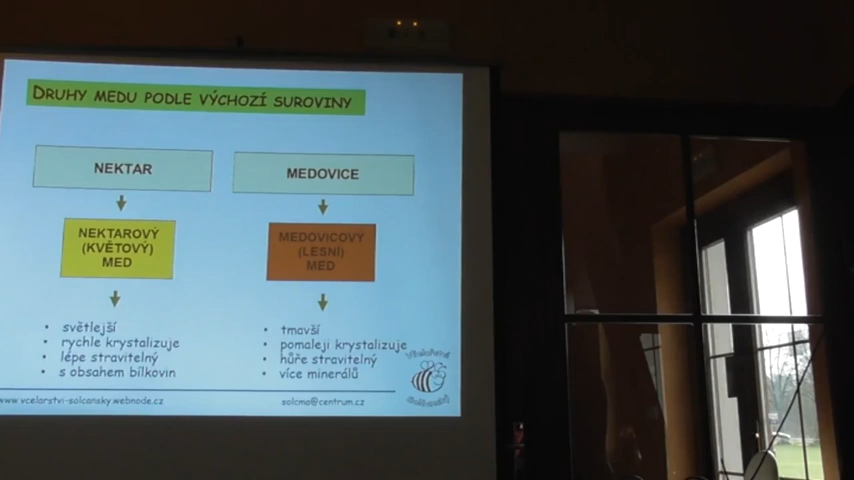 DRUHY MEDU PODLE VÝCHOZÍ SUROVINY
NEKTAR
NEKTAROVÝ
(KVĚTOVÝ)
MED
• světlejší
• rychle krystalizuje
• lépe stravitelný
• s obsahem bílkovin
MEDOVICE
MEDOVICOVÝ
(LESNÍ)
MED
• tmavší
• pomaleji krystalizuje
• hůře stravitelný
• více minerálů
Včelařství
www.vcelarstvi-solcansky.webnode.cz
solcma@centrum.cz